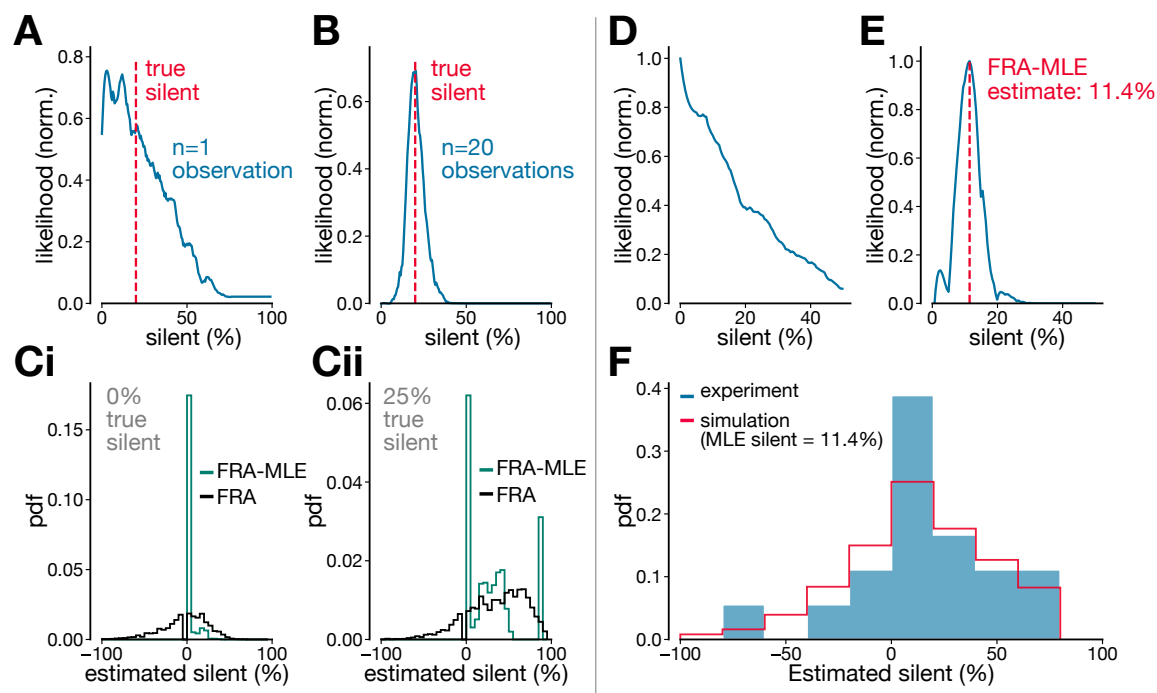 A
0.8
0.6
0.4
0.2
0.0
0
50
100
likelihood (norm.)
silent (%)
true
silent
n=1
observation
B
0.6
0.4
0.2
0.0
0
50
100
likelihood (norm.)
silent (%)
true
silent
n=20
observations
D
1.0
0.8
0.6
0.4
0.2
0.0
0
20
40
likelihood (norm.)
silent (%)
E
1.0
0.8
0.6
0.4
0.2
0.0
0
20
40
likelihood (norm.)
silent (%)
FRA-MLE
estimate: 11.4%
Ci
0.15
0.10
0.05
0.00
−100
0
100
pdf
estimated silent (%)
0%
true
silent
FRA-MLE
FRA
Cii
0.06
0.04
0.02
0.00
−100
0
100
pdf
estimated silent (%)
25%
true
silent
FRA-MLE
FRA
F
0.4
0.3
0.2
0.1
0.0
−100
−50
0
50
100
pdf
Estimated silent (%)
experiment
simulation
(MLE silent = 11.4%)